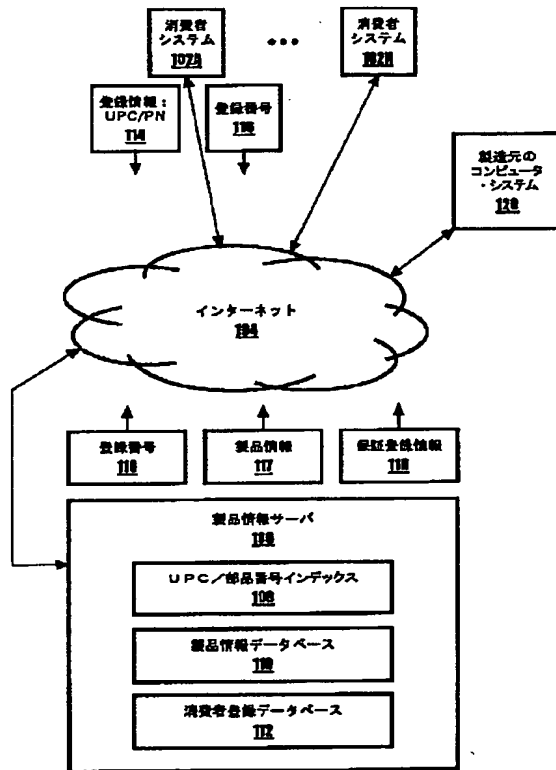 消費者
システム
102A
•••
消費者
システム
102N
登録情報:
UPC/PN
114
登録番号
116
製造元の
コンピュータ
・システム
120
インターネット
104
登録番号
116
製品情報
117
保証登録情報
118
製品情報サーバ
106
UPC/部品番号インデックス
108
製品情報データベース
110
消費者登録データベース
112